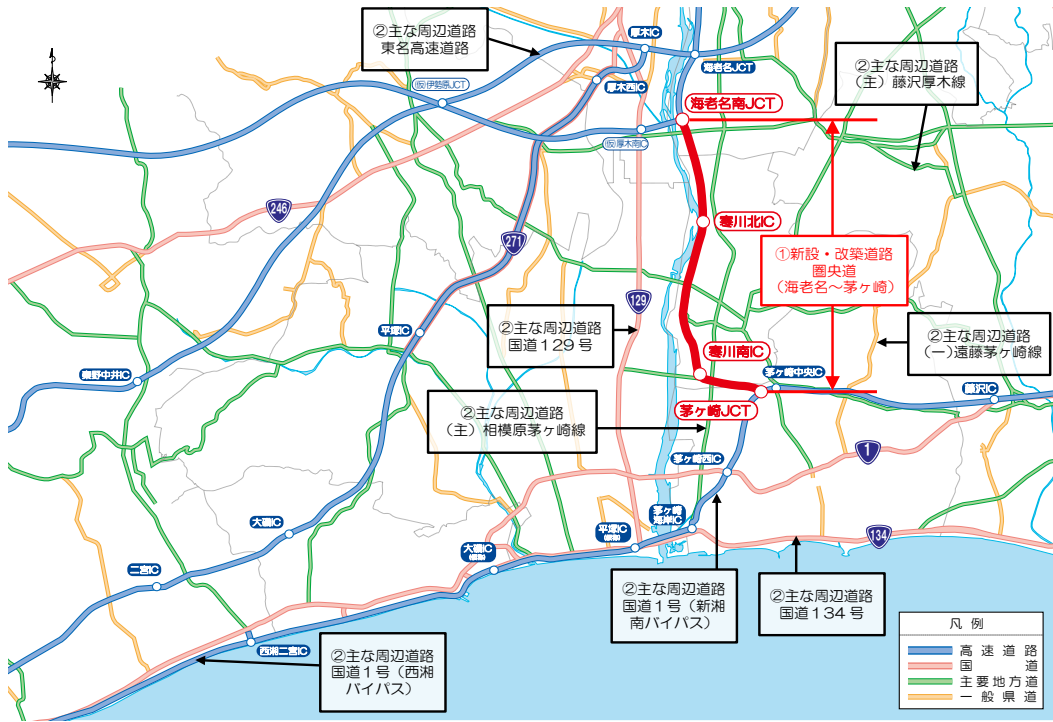 ②主な周辺道路
東名高速道路
厚木IC
海老名JCT
②主な周辺道路
（主）藤沢厚木線
(仮)伊勢原JCT
厚木西IC
海老名南JCT
(仮)厚木南IC
246
271
寒川北IC
①新設・改築道路
圏央道
（海老名～茅ヶ崎）
129
②主な周辺道路
国道129号
平塚IC
②主な周辺道路
（一）遠藤茅ヶ崎線
寒川南IC
茅ヶ崎中央IC
秦野中井IC
藤沢IC
茅ヶ崎JCT
②主な周辺道路
（主）相模原茅ヶ崎線
1
茅ヶ崎西IC
茅ヶ崎
海岸IC
大磯IC
平塚IC
134
大磯IC
二宮IC
②主な周辺道路
国道1号（新湘
南バイパス）
②主な周辺道路
国道134号
西湘二宮IC
②主な周辺道路
国道1号（西湘
バイパス）
凡例
高速道路
国道
主要地方道
一般県道